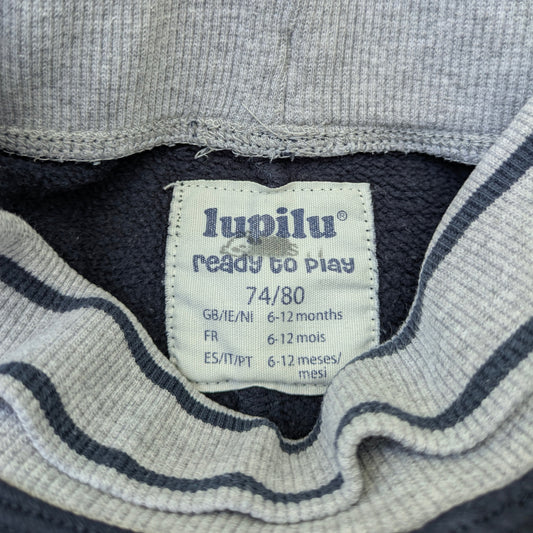 lupilu®
ready to play
74/80
GB/IE/NI 6-12 months
FR 6-12 mois
ES/IT/PT 6-12 meses/
mesi